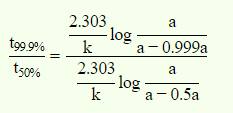 t99.9% / t50% = (2.303/k log a/(a − 0.999a)) / (2.303/k log a/(a − 0.5a))